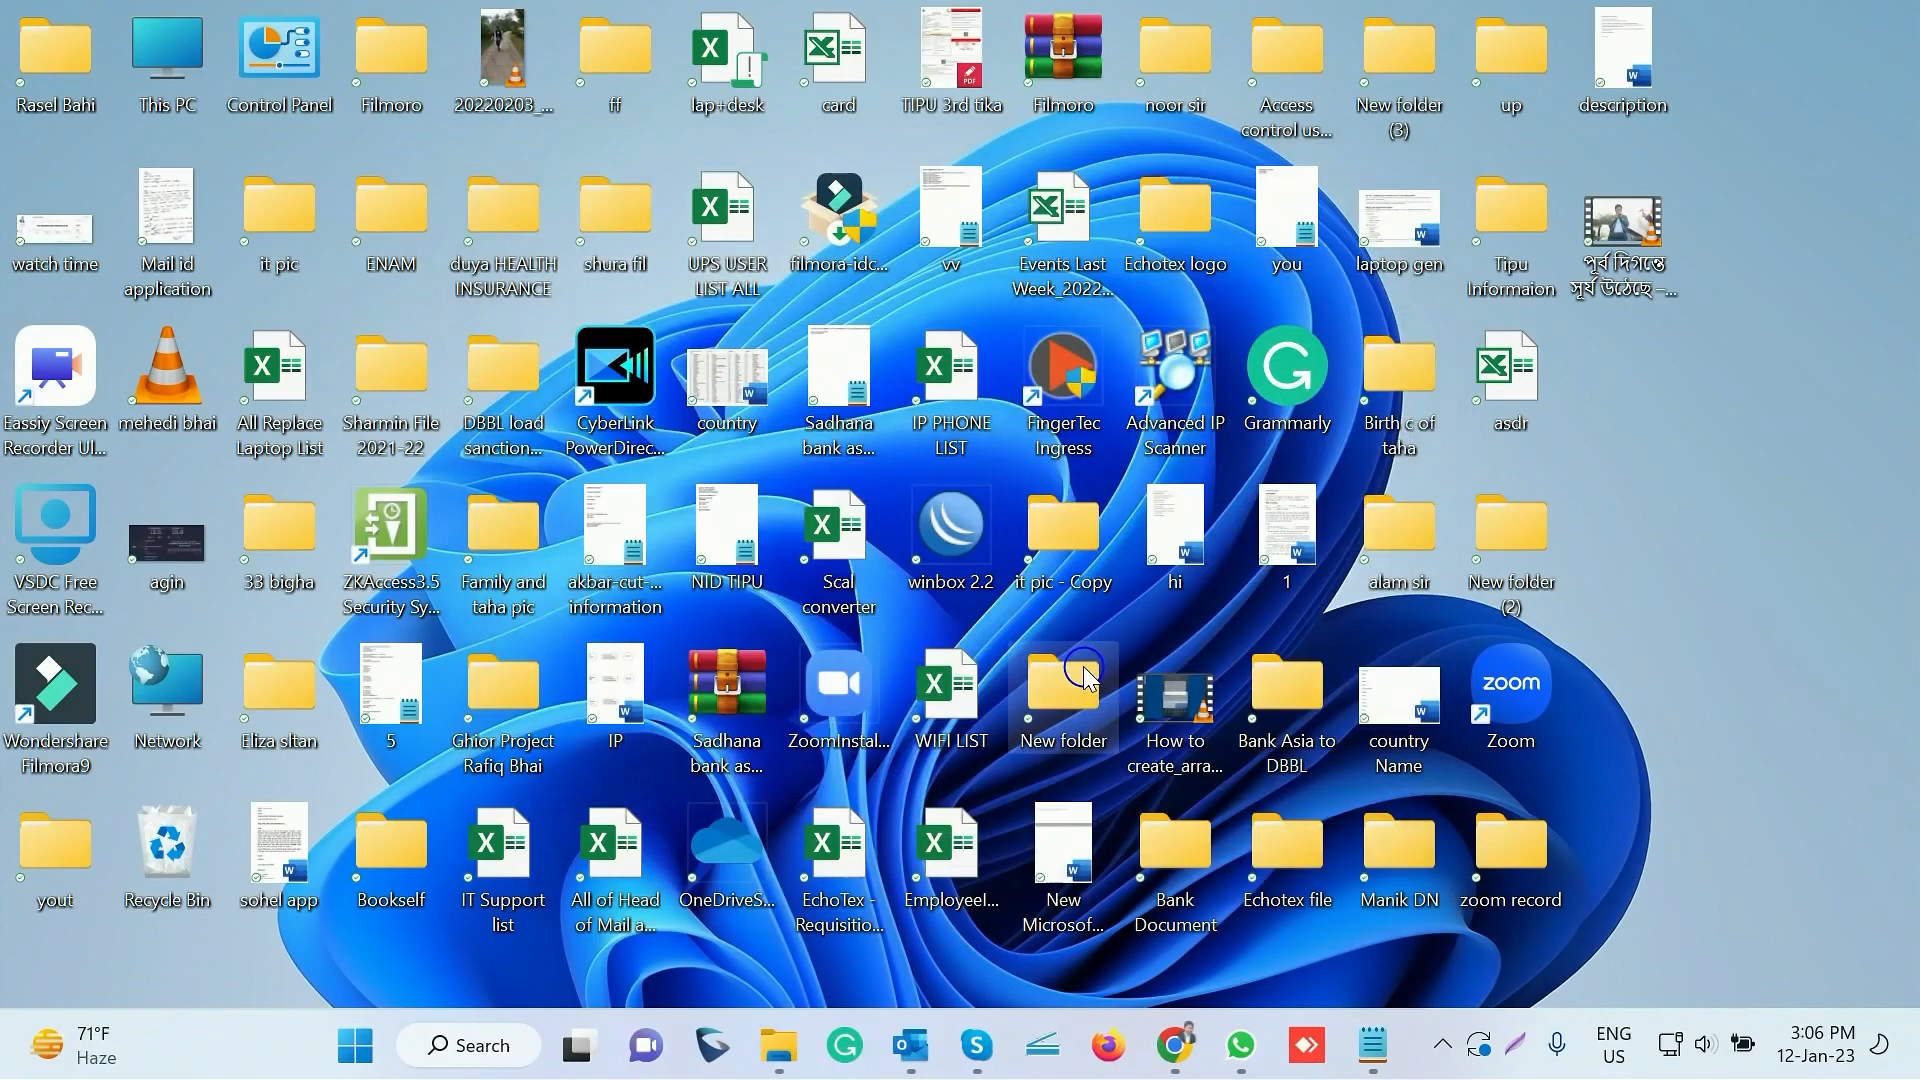 Rasel Bahi
This PC
Control Panel
Filmoro
20220203_...
ff
lap+desk
card
TIPU 3rd tika
Filmoro
noor sir
Access
control us...
New folder
(3)
up
description
watch time
Mail id
application
it pic
ENAM
duya HEALTH
INSURANCE
shura fil
UPS USER
LIST ALL
filmora-idc...
vv
Events Last
Week_2022...
Echotex logo
you
laptop gen
Tipu
Informaion
পূর্ব দিগন্তে
সূর্য উঠেছে –...
Eassiy Screen
Recorder Ul...
mehedi bhai
All Replace
Laptop List
Sharmin File
2021-22
DBBL load
sanction...
CyberLink
PowerDirec...
country
Sadhana
bank as...
IP PHONE
LIST
FingerTec
Ingress
Advanced IP
Scanner
Grammarly
Birth c of
taha
asdr
VSDC Free
Screen Rec...
agin
33 bigha
ZKAccess3.5
Security Sy...
Family and
taha pic
akbar-cut-...
information
NID TIPU
Scal
converter
winbox 2.2
it pic - Copy
hi
1
alam sir
New folder
(2)
Wondershare
Filmora9
Network
Eliza sltan
5
Ghior Project
Rafiq Bhai
IP
Sadhana
bank as...
ZoomInstal...
WIFI LIST
New folder
How to
create_arra...
Bank Asia to
DBBL
country
Name
zoom
Zoom
yout
Recycle Bin
sohel app
Bookself
IT Support
list
All of Head
of Mail a...
OneDriveS...
EchoTex -
Requisitio...
Employeel...
New
Microsof...
Bank
Document
Echotex file
Manik DN
zoom record
71°F
Haze
Search
ENG
US
3:06 PM
12-Jan-23